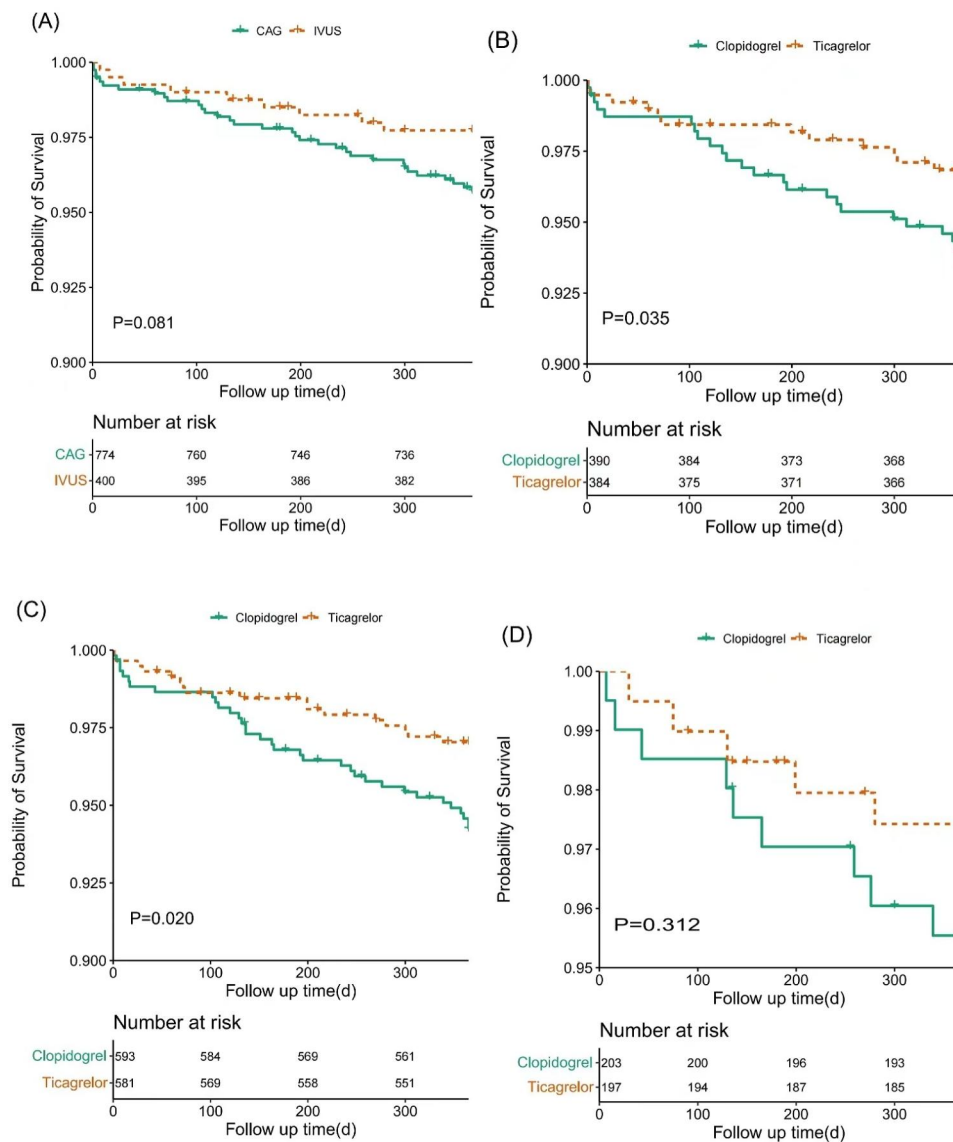 (A)
CAG IVUS
Probability of Survival
1.000
0.975
0.950
0.925
0.900
P=0.081
0 100 200 300
Follow up time(d)
Number at risk
CAG 774 760 746 736
IVUS 400 395 386 382
0 100 200 300
Follow up time(d)
(B)
Clopidogrel Ticagrelor
Probability of Survival
1.000
0.975
0.950
0.925
0.900
P=0.035
0 100 200 300
Follow up time(d)
Number at risk
Clopidogrel 390 384 373 368
Ticagrelor 384 375 371 366
0 100 200 300
Follow up time(d)
(C)
Clopidogrel Ticagrelor
Probability of Survival
1.000
0.975
0.950
0.925
0.900
P=0.020
0 100 200 300
Follow up time(d)
Number at risk
Clopidogrel 593 584 569 561
Ticagrelor 581 569 558 551
0 100 200 300
Follow up time(d)
(D)
Clopidogrel Ticagrelor
Probability of Survival
1.00
0.99
0.98
0.97
0.96
0.95
P=0.312
0 100 200 300
Follow up time(d)
Number at risk
Clopidogrel 203 200 196 193
Ticagrelor 197 194 187 185
0 100 200 300
Follow up time(d)